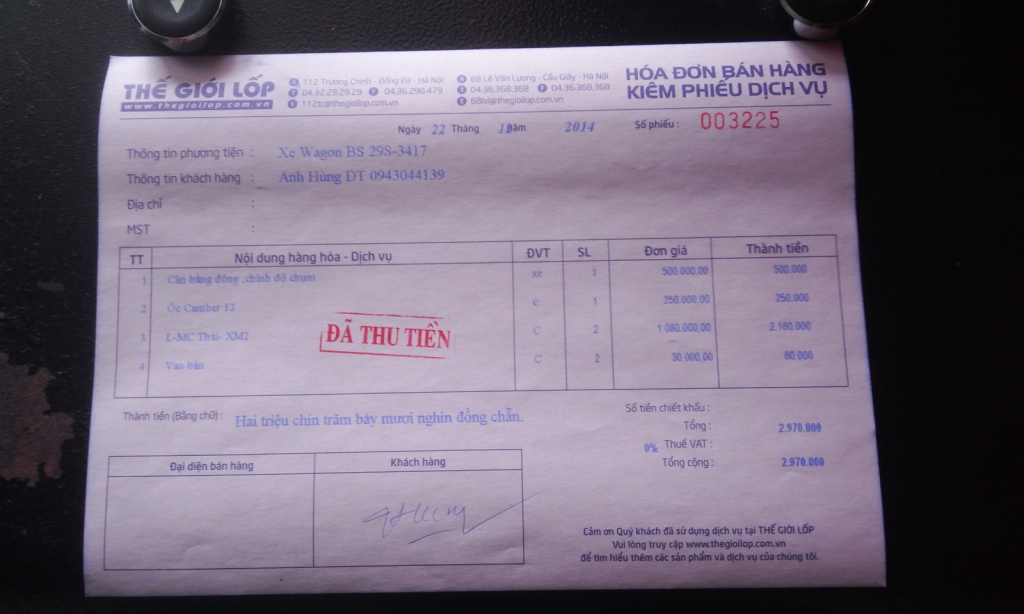 THẾ GIỚI LỐP
www.thegioilop.com.vn
A 112 Trường Chinh - Đống Đa - Hà Nội
T 04.32.29.29.29 F 04.36.290.479
E 112tc@thegioilop.com.vn
A 68 Lê Văn Lương - Cầu Giấy - Hà Nội
T 04.36.368.368 F 04.36.368.368
E 68lvl@thegioilop.com.vn
HÓA ĐƠN BÁN HÀNG
KIÊM PHIẾU DỊCH VỤ
Ngày 22 Tháng Năm 2014
Số phiếu : 003225
Thông tin phương tiện : Xe Wagon BS 29S-3417
Thông tin khách hàng : Anh Hùng ĐT 0943044139
Địa chỉ :
MST :
TT Nội dung hàng hóa - Dịch vụ ĐVT SL Đơn giá Thành tiền
1 Cân bằng động ,chỉnh độ chụm xe 1 500.000.00 500.000
2 Ốc Camber 12 c 1 250.000.00 250.000
3 L-MC Thái- XM2 C 2 1.080.000.00 2.160.000
4 Van bán C 2 30.000.00 60.000
ĐÃ THU TIỀN
Thành tiền (Bằng chữ) : Hai triệu chín trăm bảy mươi nghìn đồng chẵn.
Số tiền chiết khấu :
Tổng : 2.970.000
0% Thuế VAT :
Tổng cộng : 2.970.000
Đại diện bán hàng Khách hàng
Cảm ơn Quý khách đã sử dụng dịch vụ tại THẾ GIỚI LỐP
Vui lòng truy cập www.thegioilop.com.vn
để tìm hiểu thêm các sản phẩm và dịch vụ của chúng tôi.